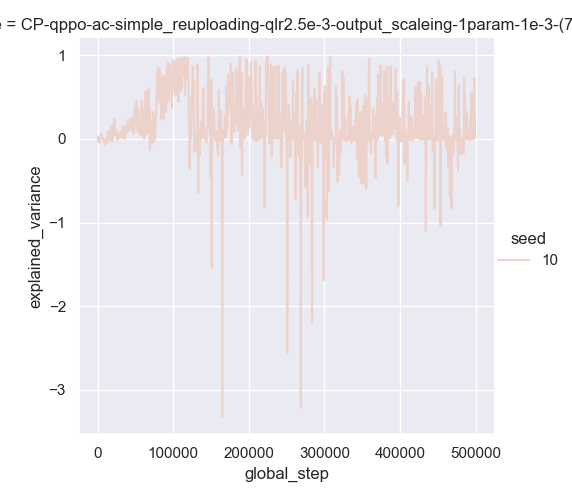 e = CP-qppo-ac-simple_reuploading-qlr2.5e-3-output_scaleing-1param-1e-3-(7
1
0
−1
−2
−3
explained_variance
0 100000 200000 300000 400000 500000
global_step
seed
10